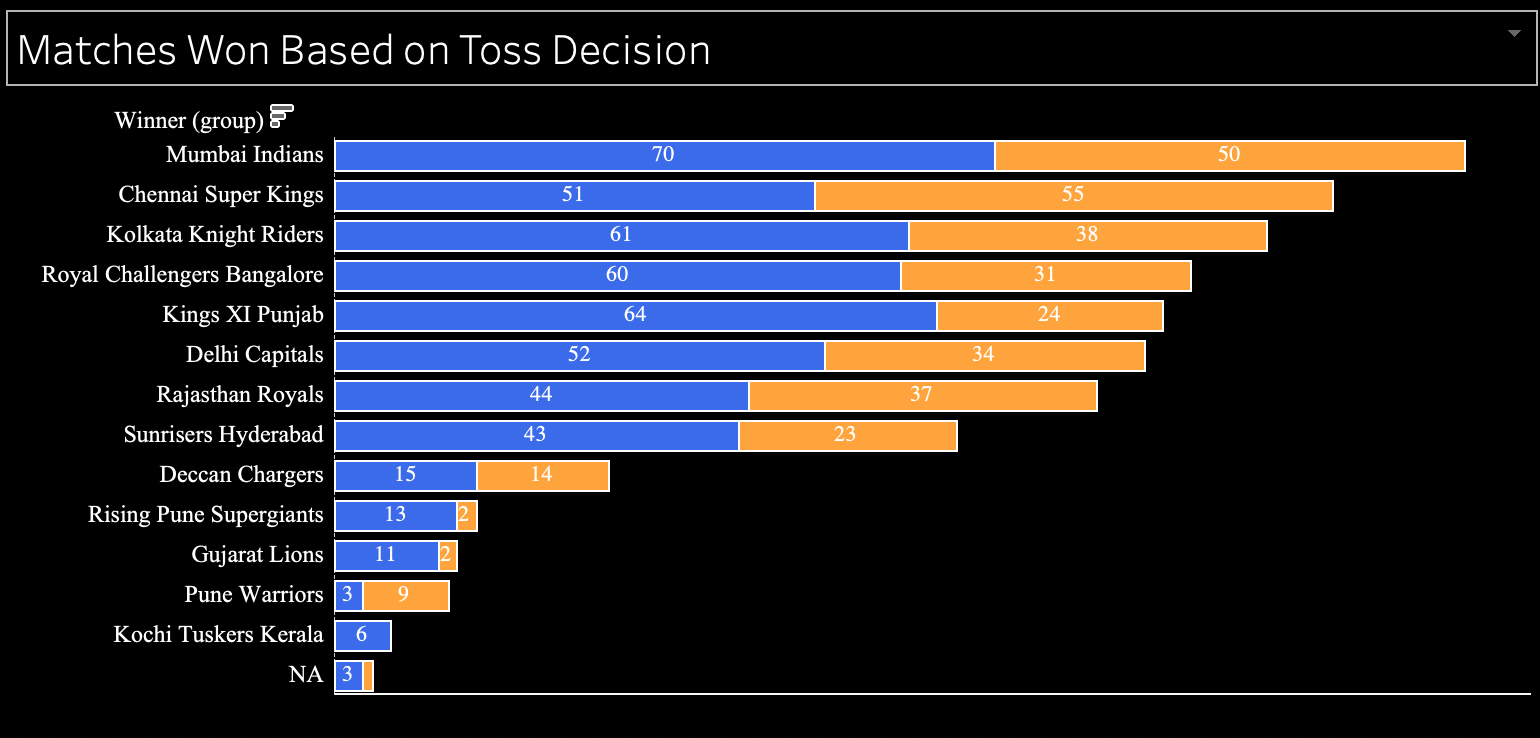 Matches Won Based on Toss Decision
Winner (group)
Mumbai Indians 70 50
Chennai Super Kings 51 55
Kolkata Knight Riders 61 38
Royal Challengers Bangalore 60 31
Kings XI Punjab 64 24
Delhi Capitals 52 34
Rajasthan Royals 44 37
Sunrisers Hyderabad 43 23
Deccan Chargers 15 14
Rising Pune Supergiants 13 2
Gujarat Lions 11 2
Pune Warriors 3 9
Kochi Tuskers Kerala 6
NA 3